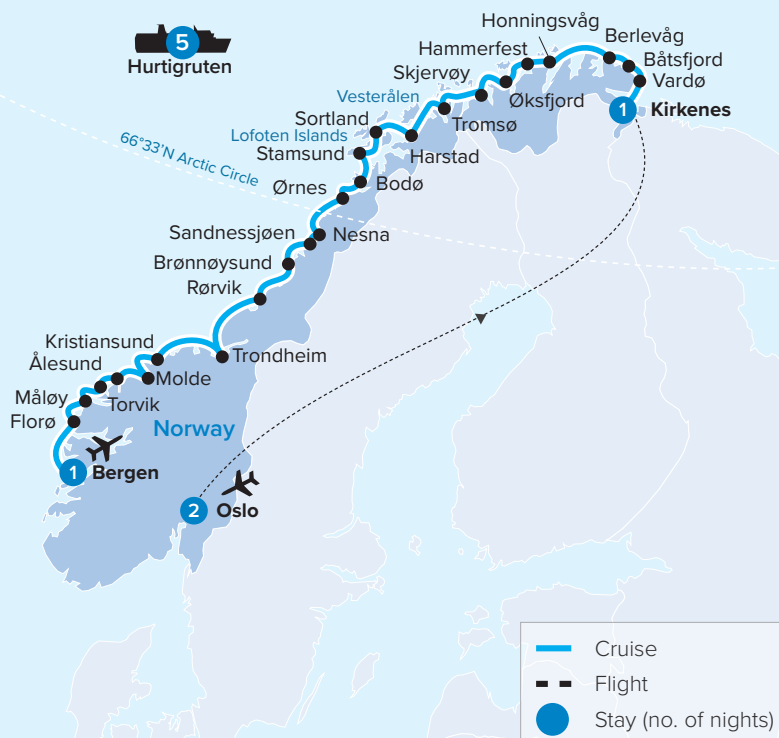 Honningsvåg
5
Hurtigruten
Hammerfest
Berlevåg
Båtsfjord
Skjervøy
Vardø
Vesterålen
Øksfjord
1
Kirkenes
Sortland
Tromsø
Lofoten Islands
66°33'N Arctic Circle
Stamsund
Harstad
Ørnes
Bodø
Sandnessjøen
Nesna
Brønnøysund
Rørvik
Kristiansund
Trondheim
Ålesund
Molde
Måløy
Torvik
Florø
Norway
1
Bergen
2
Oslo
Cruise
Flight
Stay (no. of nights)